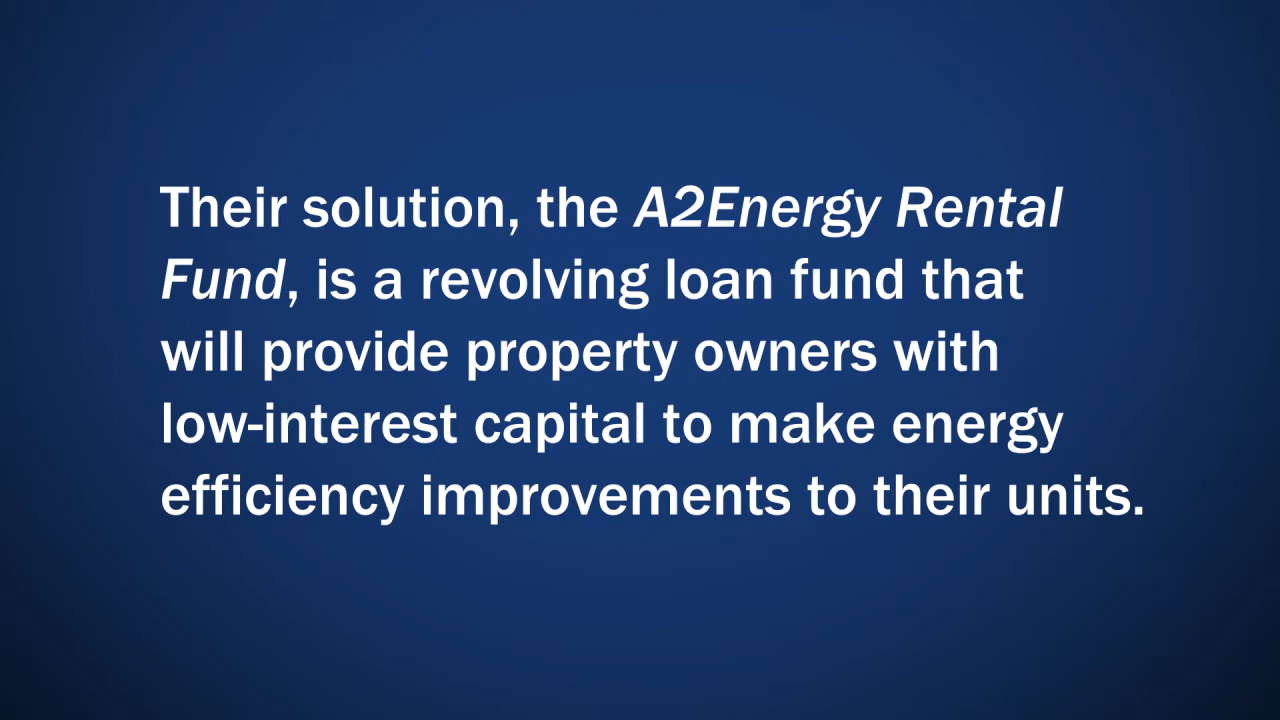 Their solution, the A2Energy Rental
Fund, is a revolving loan fund that
will provide property owners with
low-interest capital to make energy
efficiency improvements to their units.